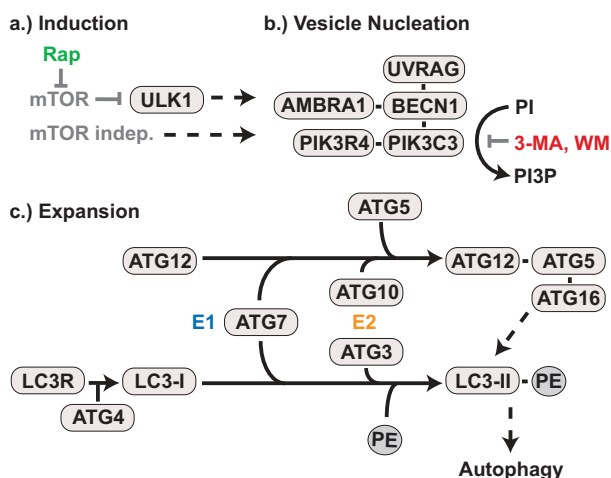 a.) Induction
b.) Vesicle Nucleation
Rap
UVRAG
mTOR
ULK1
AMBRA1
BECN1
PI
mTOR indep.
PIK3R4
PIK3C3
3-MA, WM
PI3P
c.) Expansion
ATG5
ATG12
ATG12
ATG5
ATG10
ATG16
E1
ATG7
E2
ATG3
LC3R
LC3-I
LC3-II
PE
ATG4
PE
Autophagy